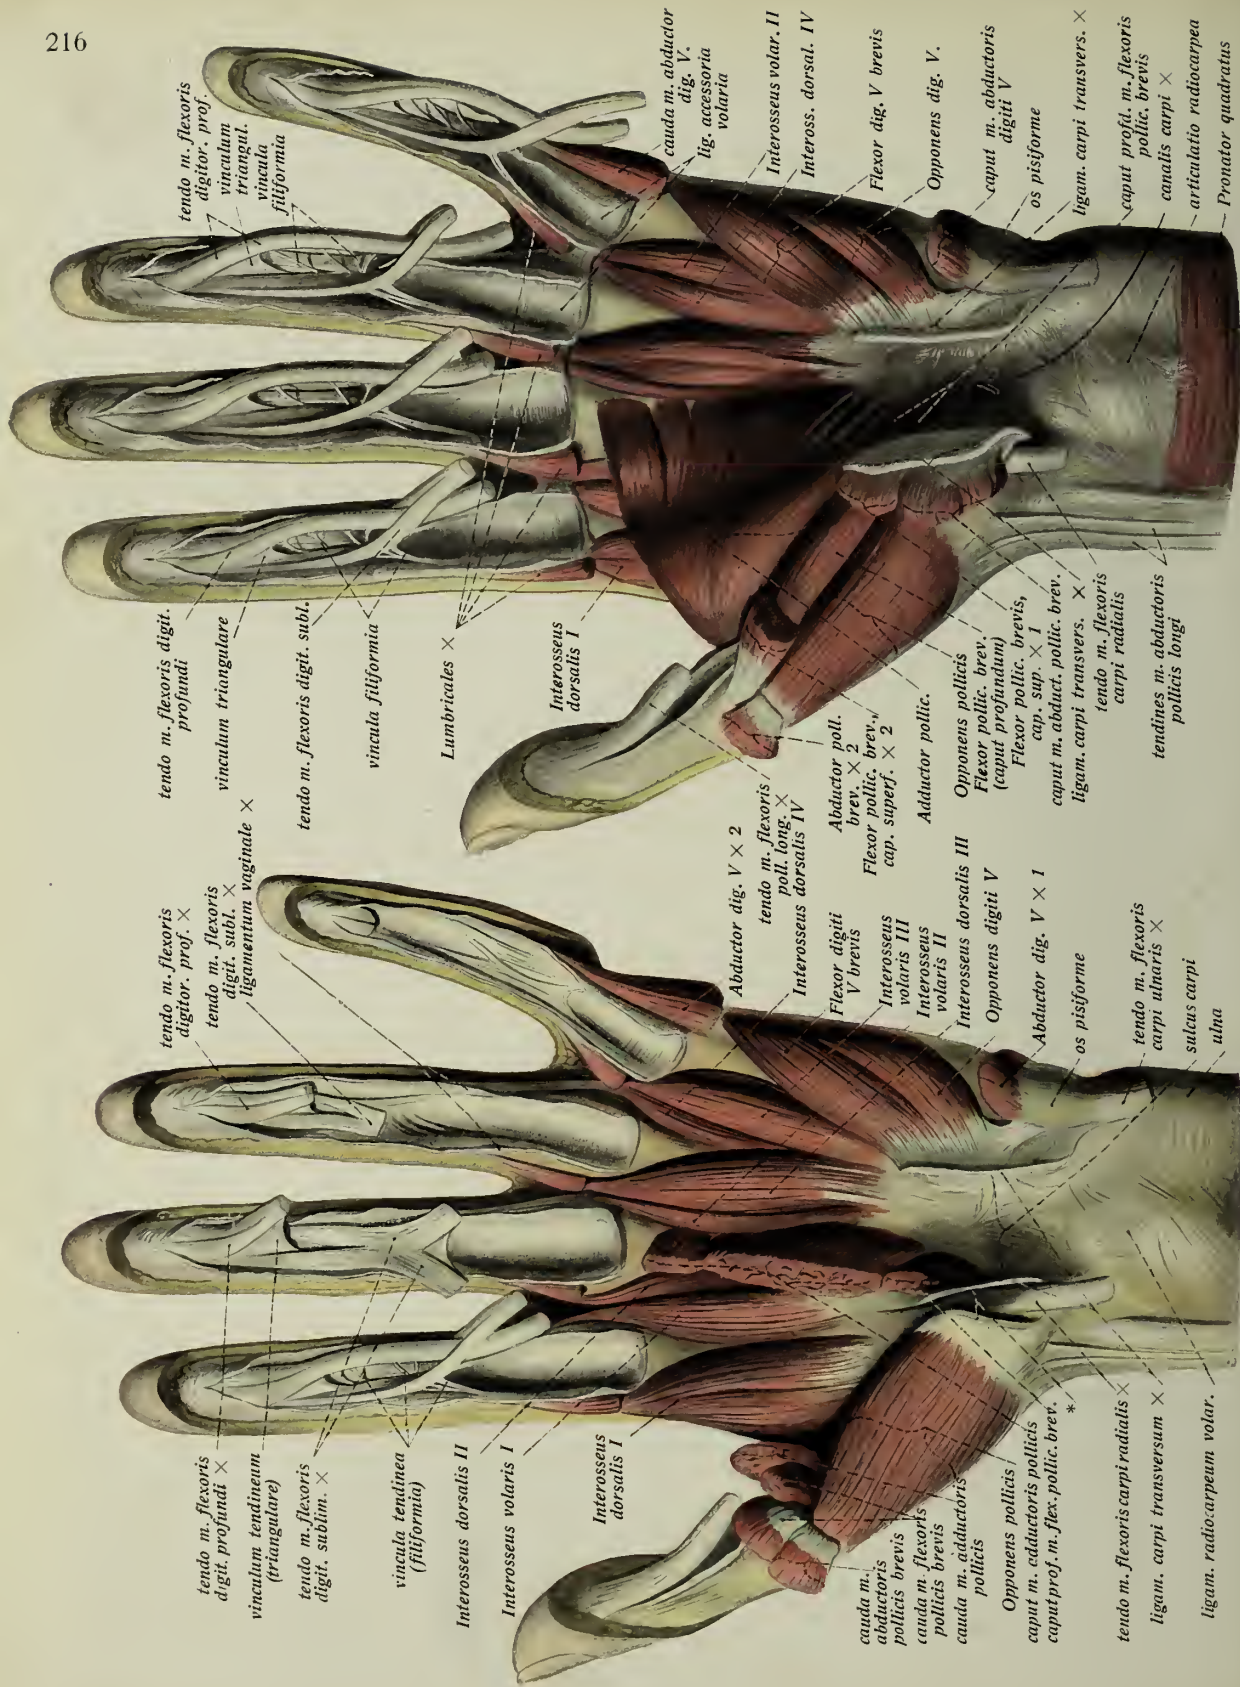 216
tendo m. flexoris
digitor. prof.
vinculum
triangul.
vincula
filiformia
cauda m. abductor
dig. V.
lig. accessoria
volaria
Interosseus volar. II
Inteross. dorsal. IV
Flexor dig. V brevis
Opponens dig. V.
caput m. abductoris
digiti V
os pisiforme
ligam. carpi transvers. ×
caput profd. m. flexoris
pollic. brevis
canalis carpi ×
articulatio radiocarpea
Pronator quadratus
tendo m. flexoris digit.
profundi
vinculum triangulare
tendo m. flexoris digit. subl.
vincula filiformia
Lumbricales ×
Interosseus
dorsalis I
tendo m. flexoris
poll. long. ×
Abductor poll.
brev. × 2
Flexor pollic. brev.,
cap. superf. × 2
Adductor pollic.
Opponens pollicis
Flexor pollic. brev.
(caput profundum)
Flexor pollic. brevis,
cap. sup. × 1
caput m. abduct. pollic. brev.
ligam. carpi transvers. ×
tendo m. flexoris
carpi radialis
tendines m. abductoris
pollicis longi
tendo m. flexoris
digitor. prof. ×
tendo m. flexoris
digit. subl. ×
ligamentum vaginale ×
Abductor dig. V × 2
Interosseus dorsalis IV
Flexor digiti
V brevis
Interosseus
volaris III
Interosseus
volaris II
Interosseus dorsalis III
Opponens digiti V
Abductor dig. V × 1
os pisiforme
tendo m. flexoris
carpi ulnaris ×
sulcus carpi
ulna
tendo m. flexoris
digit. profundi ×
vinculum tendineum
(triangulare)
tendo m. flexoris
digit. sublim. ×
vincula tendinea
(filiformia)
Interosseus dorsalis II
Interosseus volaris I
Interosseus
dorsalis I
cauda m.
abductoris
pollicis brevis
cauda m. flexoris
pollicis brevis
cauda m. adductoris
pollicis
Opponens pollicis
caput m. adductoris pollicis
caput prof. m. flex. pollic. brev.
*
tendo m. flexoris carpi radialis ×
ligam. carpi transversum ×
ligam. radiocarpeum volar.